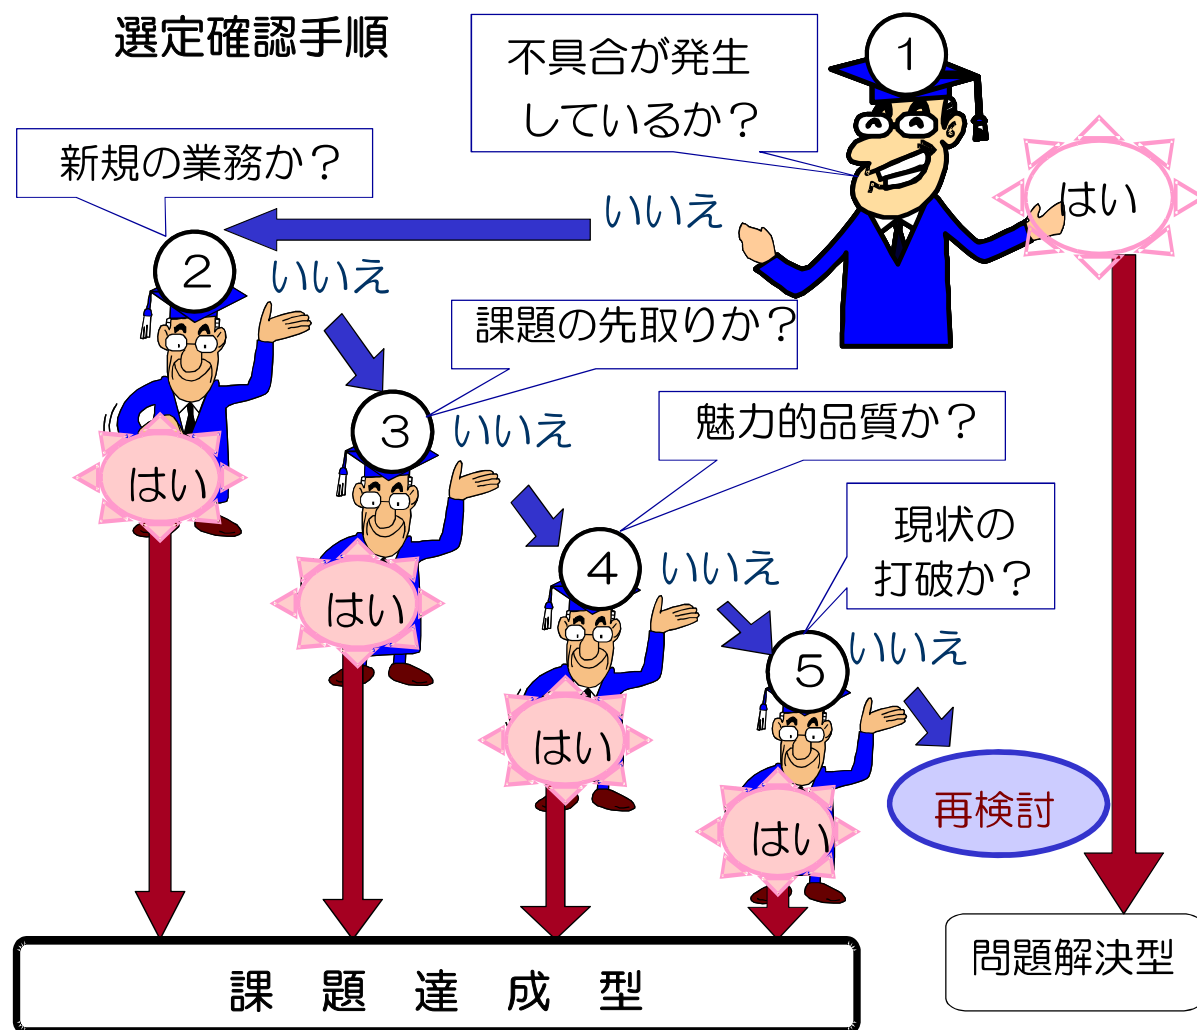 選定確認手順
1
不具合が発生
しているか?
はい
いいえ
新規の業務か?
2
いいえ
はい
課題の先取りか?
3
いいえ
はい
魅力的品質か?
4
いいえ
はい
現状の
打破か?
5
いいえ
はい
再検討
課題達成型
問題解決型